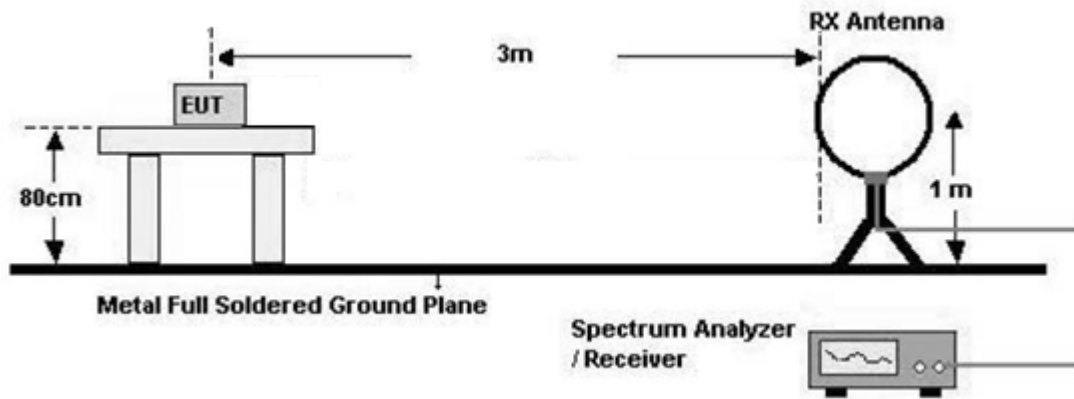 RX Antenna
3m
EUT
80cm
1 m
Metal Full Soldered Ground Plane
Spectrum Analyzer
/ Receiver